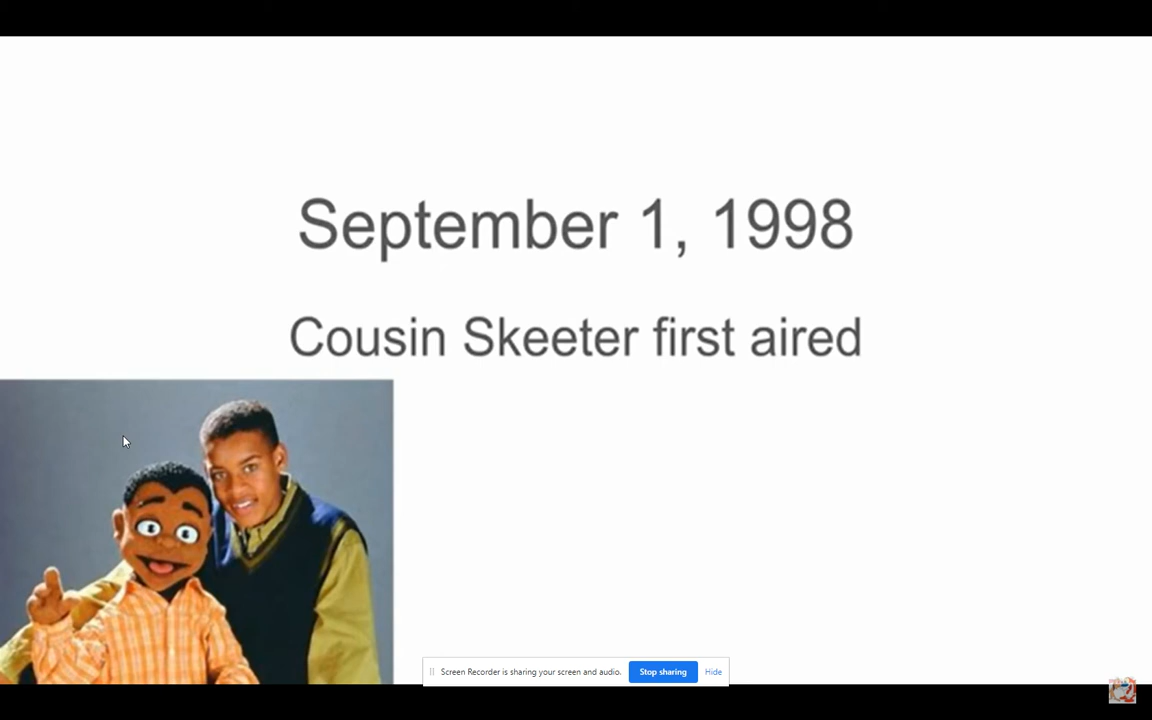 September 1, 1998
Cousin Skeeter first aired
Screen Recorder is sharing your screen and audio.
Stop sharing
Hide